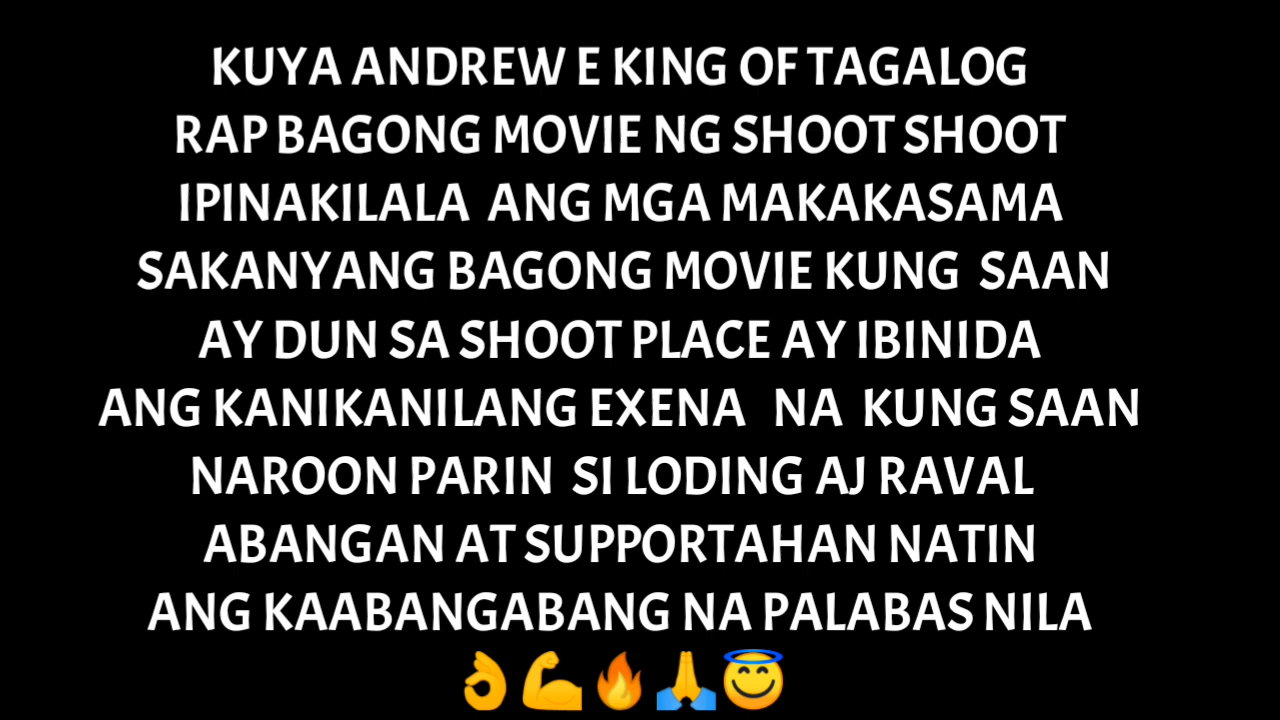 KUYA ANDREW E KING OF TAGALOG
RAP BAGONG MOVIE NG SHOOT SHOOT
IPINAKILALA ANG MGA MAKAKASAMA
SAKANYANG BAGONG MOVIE KUNG SAAN
AY DUN SA SHOOT PLACE AY IBINIDA
ANG KANIKANILANG EXENA NA KUNG SAAN
NAROON PARIN SI LODING AJ RAVAL
ABANGAN AT SUPPORTAHAN NATIN
ANG KAABANGABANG NA PALABAS NILA
👌💪🔥🙏😇